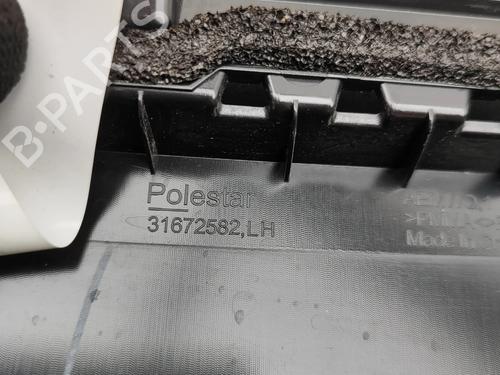 B-PARTS
Polestar
31672582,LH
Made in